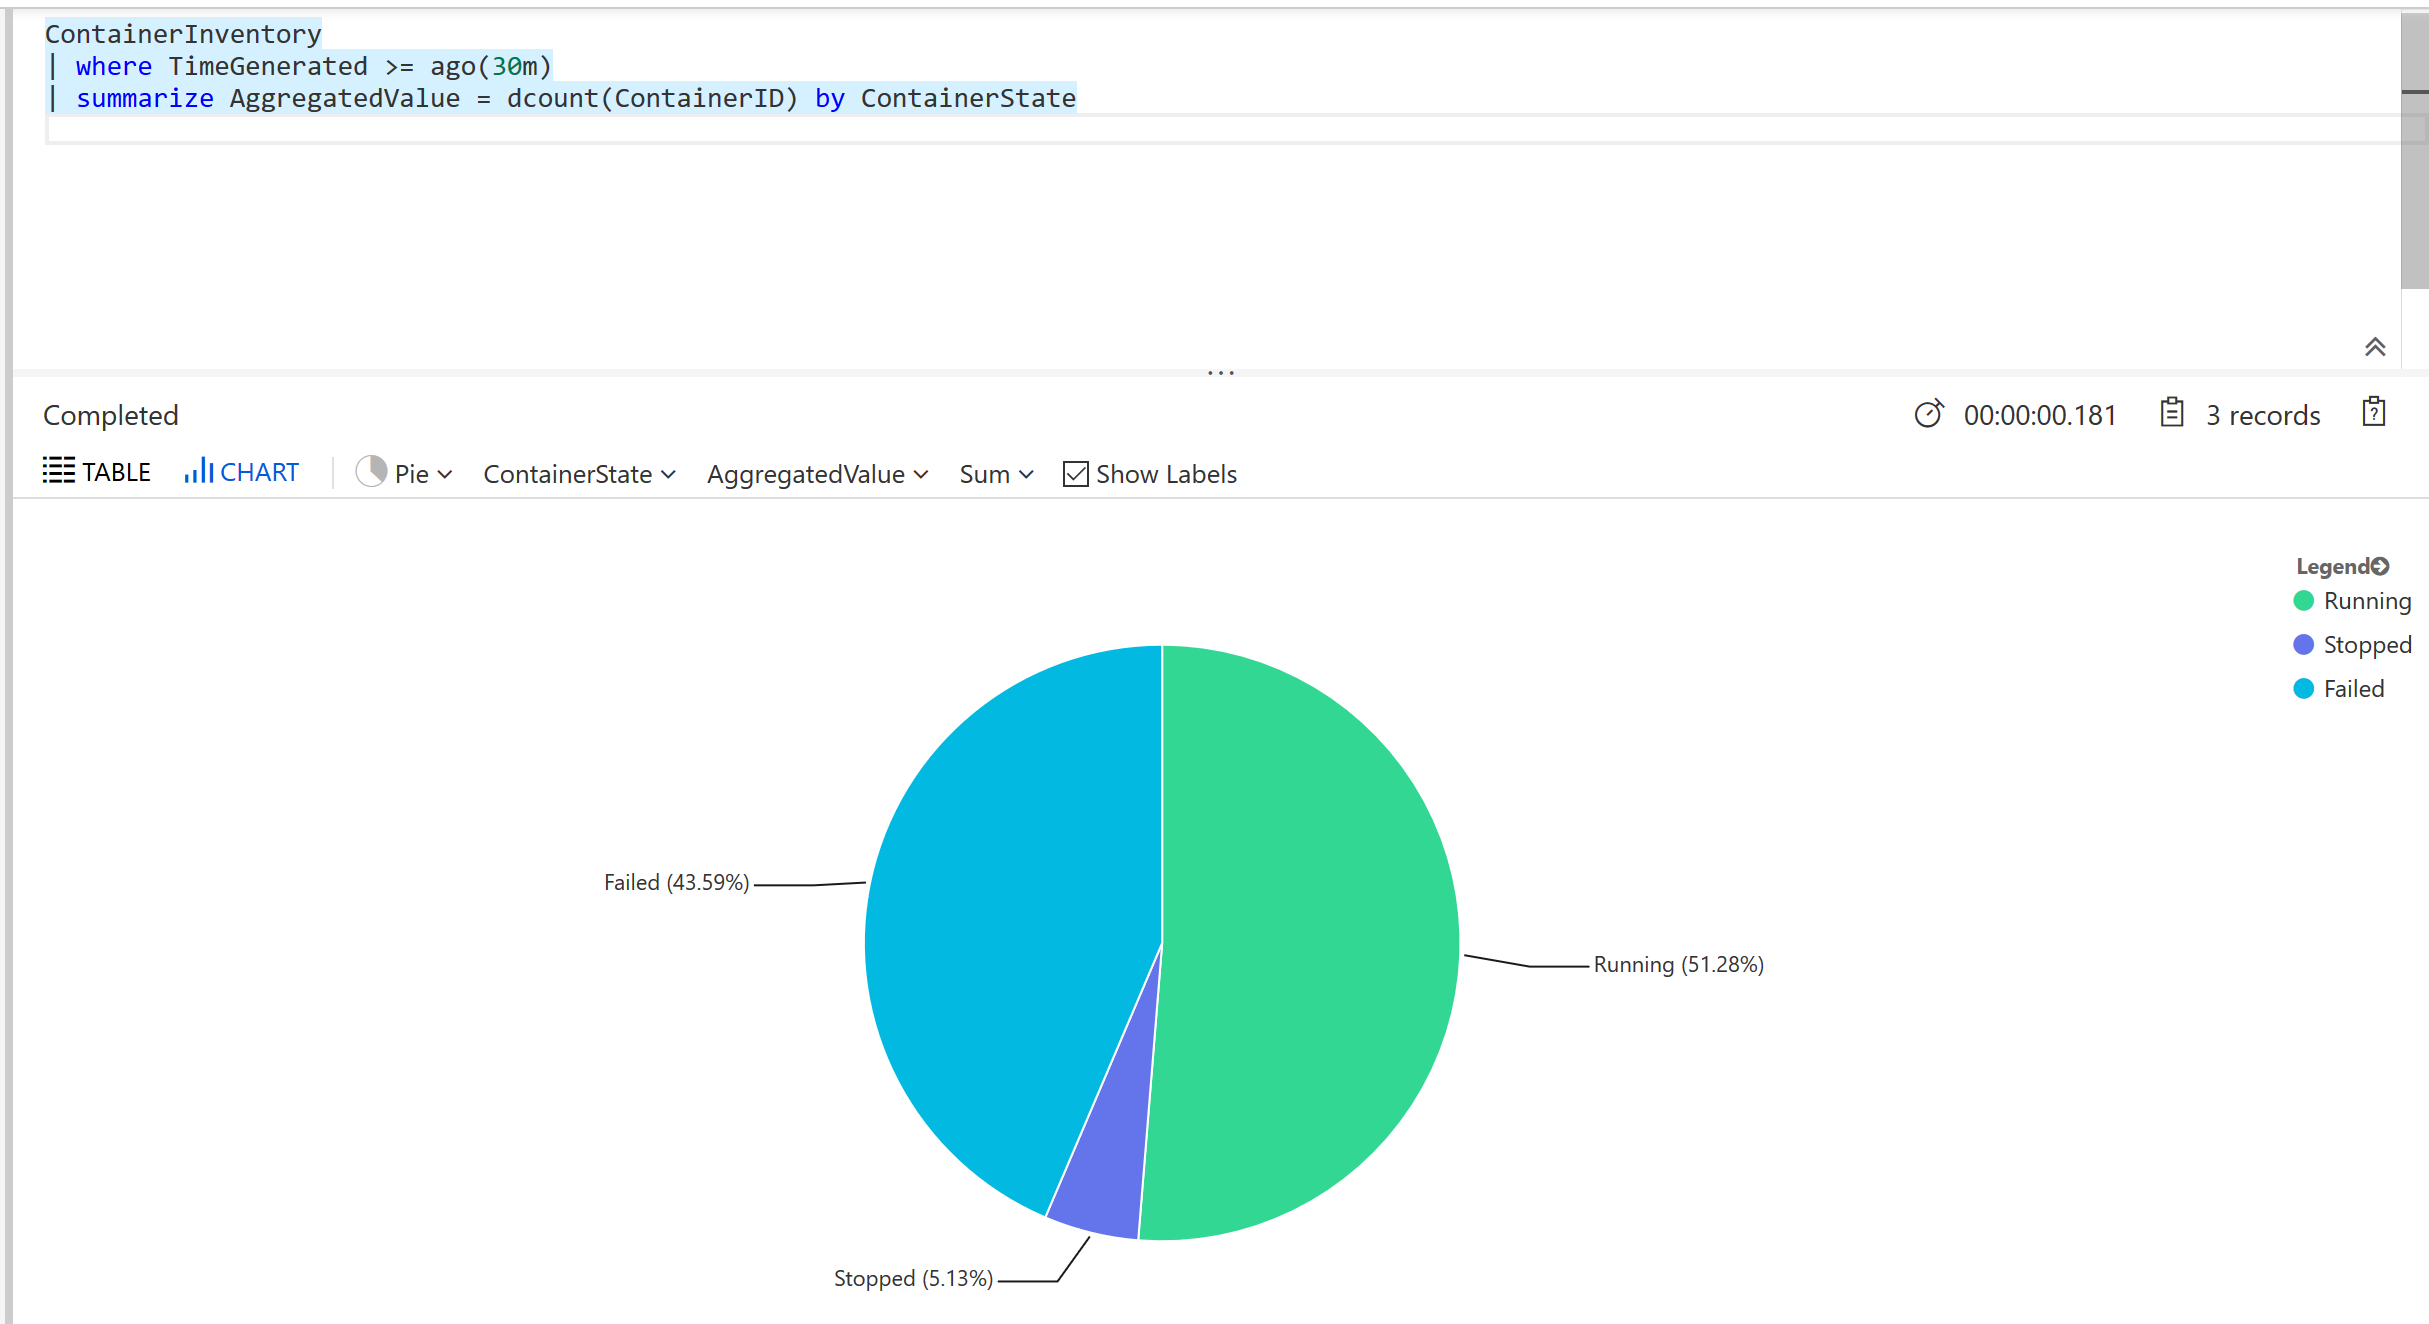 ContainerInventory
| where TimeGenerated >= ago(30m)
| summarize AggregatedValue = dcount(ContainerID) by ContainerState
...
Completed
00:00:00.181
3 records
?
TABLE
CHART
Pie
ContainerState
AggregatedValue
Sum
Show Labels
Legend
Running
Stopped
Failed
Failed (43.59%)
Running (51.28%)
Stopped (5.13%)